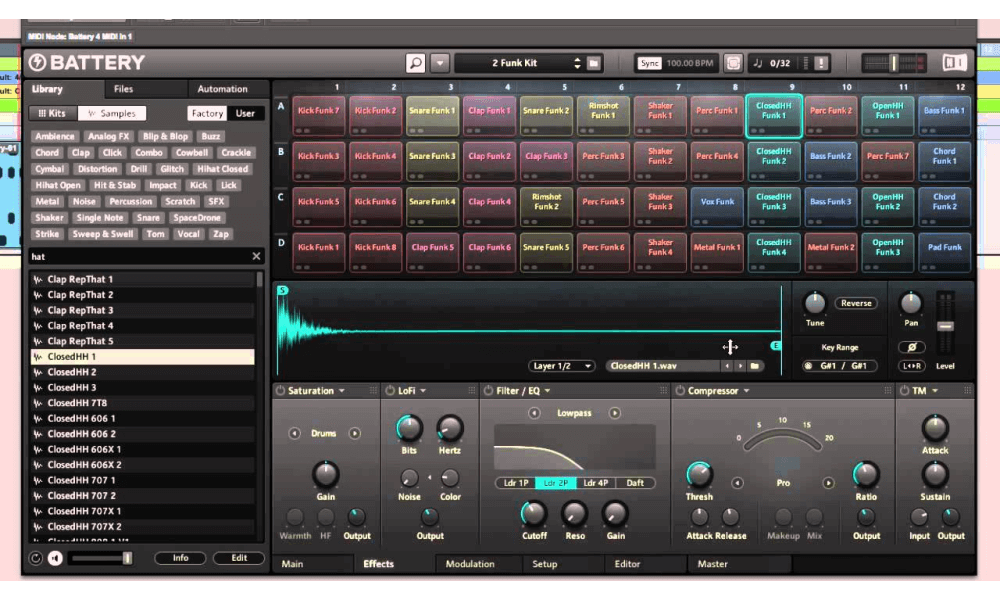 MIDI Node: Battery 4 MIDI In 1
BATTERY
2 Funk Kit
Sync 100.00 BPM
0/32
Library Files Automation
Kits Samples Factory User
Ambience Analog FX Blip & Blop Buzz
Chord Clap Click Combo Cowbell Crackle
Cymbal Distortion Drill Glitch Hihat Closed
Hihat Open Hit & Stab Impact Kick Lick
Metal Noise Percussion Scratch SFX
Shaker Single Note Snare SpaceDrone
Strike Sweep & Swell Tom Vocal Zap
hat
Clap RepThat 1
Clap RepThat 2
Clap RepThat 3
Clap RepThat 4
Clap RepThat 5
ClosedHH 1
ClosedHH 2
ClosedHH 3
ClosedHH 7T8
ClosedHH 606 1
ClosedHH 606 2
ClosedHH 606X 1
ClosedHH 606X 2
ClosedHH 707 1
ClosedHH 707 2
ClosedHH 707X 1
ClosedHH 707X 2
Info Edit
1 2 3 4 5 6 7 8 9 10 11 12
A Kick Funk 7 Kick Funk 2 Snare Funk 1 Clap Funk 1 Snare Funk 2 Rimshot Funk 1 Shaker Funk 1 Perc Funk 1 ClosedHH Funk 1 Perc Funk 2 OpenHH Funk 1 Bass Funk 1
B Kick Funk 3 Kick Funk 4 Snare Funk 3 Clap Funk 2 Clap Funk 3 Perc Funk 3 Shaker Funk 2 Perc Funk 4 ClosedHH Funk 2 Bass Funk 2 Perc Funk 7 Chord Funk 1
C Kick Funk 5 Kick Funk 6 Snare Funk 4 Clap Funk 4 Rimshot Funk 2 Perc Funk 5 Shaker Funk 3 Vox Funk ClosedHH Funk 3 Bass Funk 3 OpenHH Funk 2 Chord Funk 2
D Kick Funk 1 Kick Funk 8 Clap Funk 5 Clap Funk 6 Snare Funk 5 Perc Funk 6 Shaker Funk 4 Metal Funk 1 ClosedHH Funk 4 Metal Funk 2 OpenHH Funk 3 Pad Funk
S
E
Layer 1/2 ClosedHH 1.wav
Reverse
Tune Pan
Key Range
G#1 / G#1 L R Level
Saturation LoFi Filter / EQ Compressor TM
Drums
Gain
Warmth HF Output
Bits Hertz
Noise Color
Output
Lowpass
Ldr 1P Ldr 2P Ldr 4P Daft
Cutoff Reso Gain
0 5 10 15 20
Thresh Pro Ratio
Attack Release Makeup Mix Output
Attack
Sustain
Input Output
Main Effects Modulation Setup Editor Master